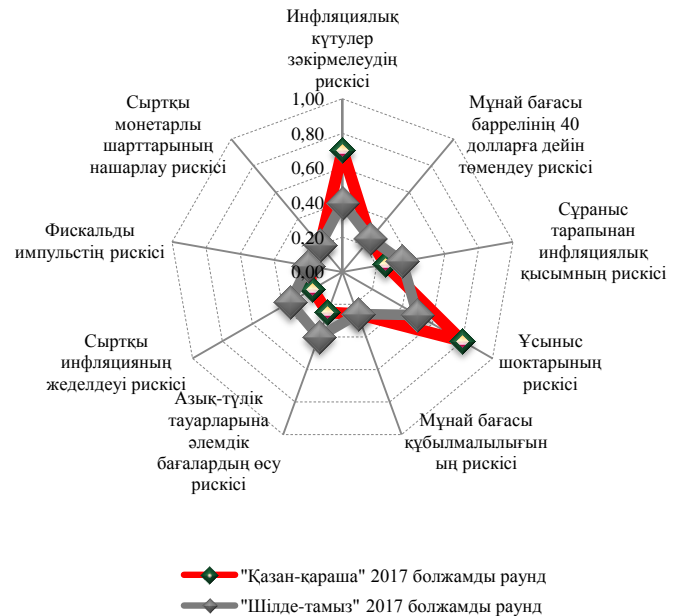 Инфляциялық
күтулер
зәкірмелеудің
рискісі
Мұнай бағасы
баррелінің 40
долларға дейін
төмендеу рискісі
Сұраныс
тарапынан
инфляциялық
қысымның рискісі
Ұсыныс
шоктарының
рискісі
Мұнай бағасы
құбылмалылығын
ың рискісі
Азық-түлік
тауарларына
әлемдік
бағалардың өсу
рискісі
Сыртқы
инфляцияның
жеделдеуі рискісі
Фискальды
импульстің рискісі
Сыртқы
монетарлы
шарттарының
нашарлау рискісі
1,00
0,80
0,60
0,40
0,20
0,00
"Қазан-қараша" 2017 болжамды раунд
"Шілде-тамыз" 2017 болжамды раунд